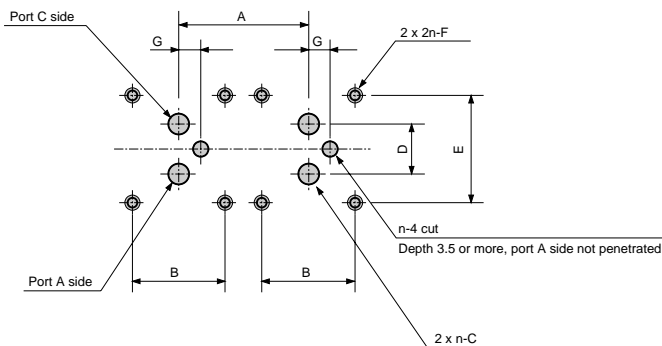 Port C side
A
G
G
2 x 2n-F
D
E
n-4 cut
Depth 3.5 or more, port A side not penetrated
B
B
Port A side
2 x n-C